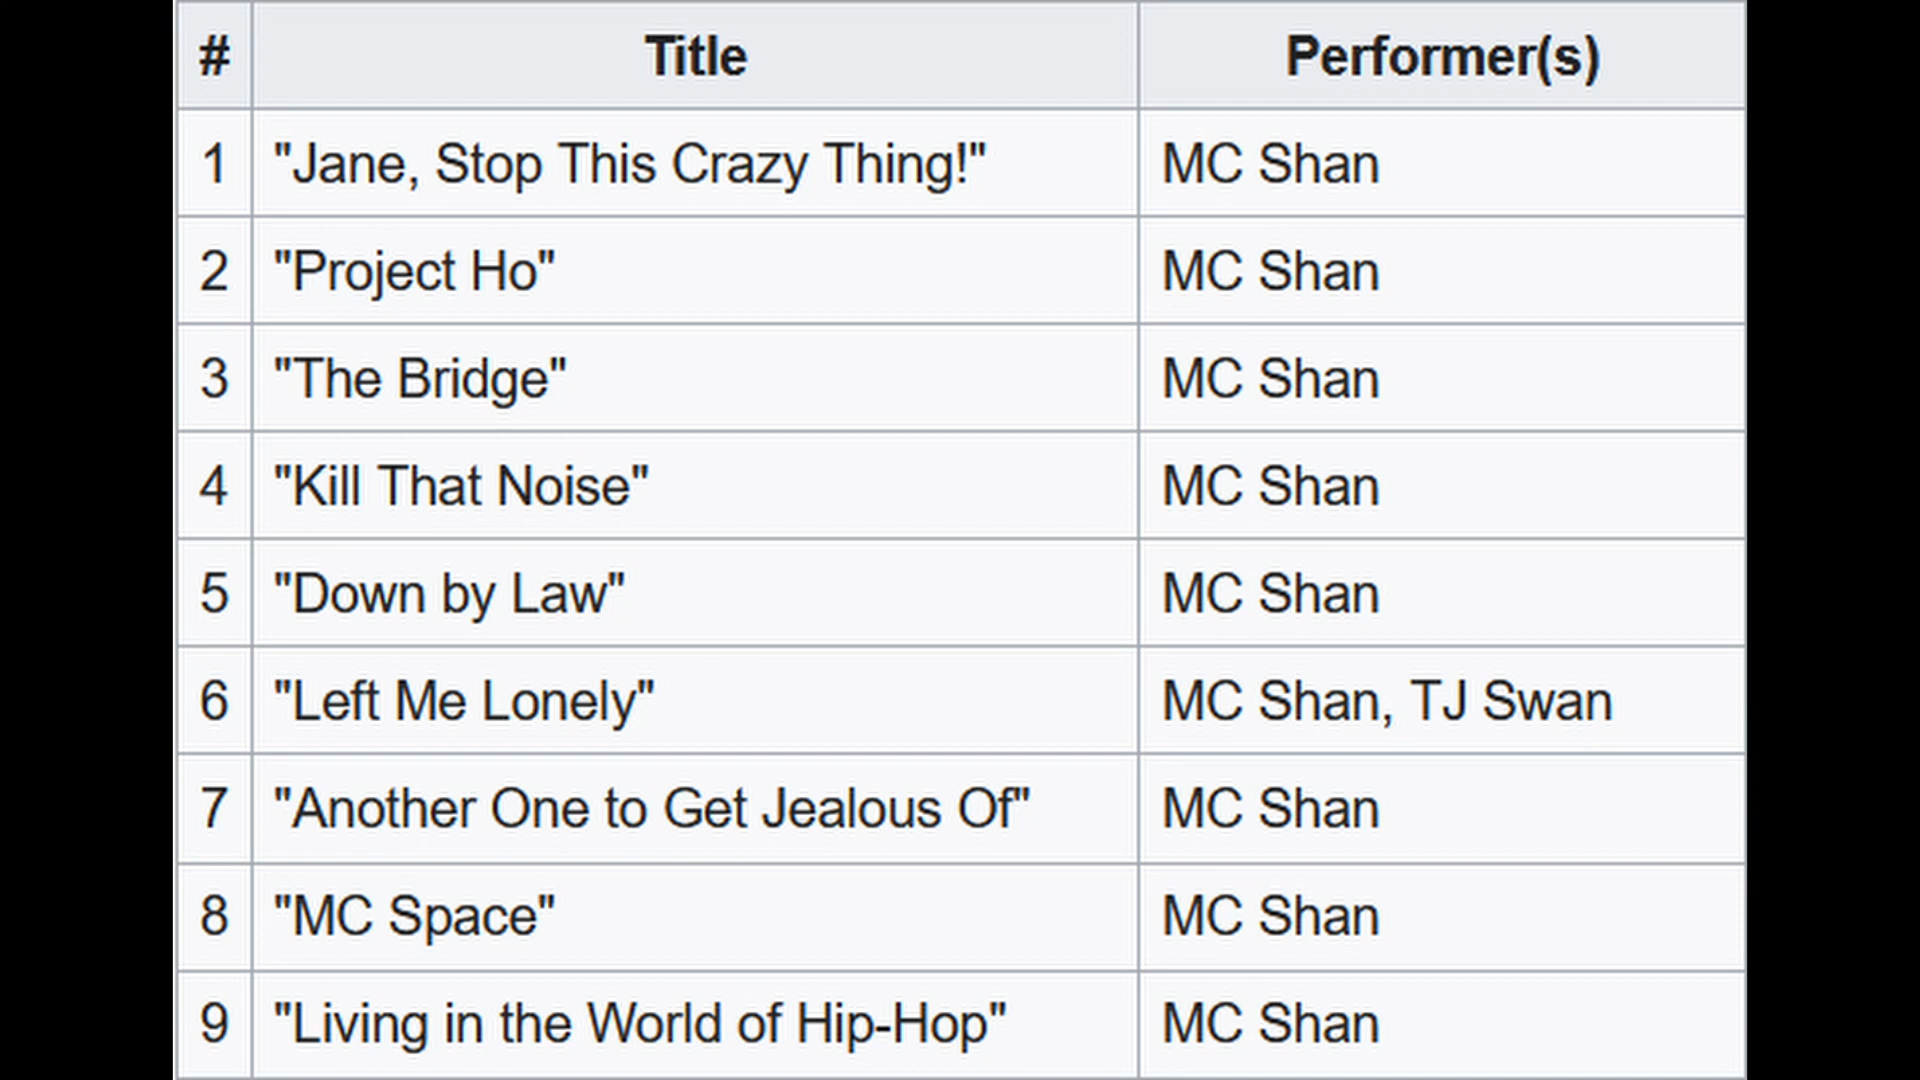 # Title Performer(s)
1 "Jane, Stop This Crazy Thing!" MC Shan
2 "Project Ho" MC Shan
3 "The Bridge" MC Shan
4 "Kill That Noise" MC Shan
5 "Down by Law" MC Shan
6 "Left Me Lonely" MC Shan, TJ Swan
7 "Another One to Get Jealous Of" MC Shan
8 "MC Space" MC Shan
9 "Living in the World of Hip-Hop" MC Shan